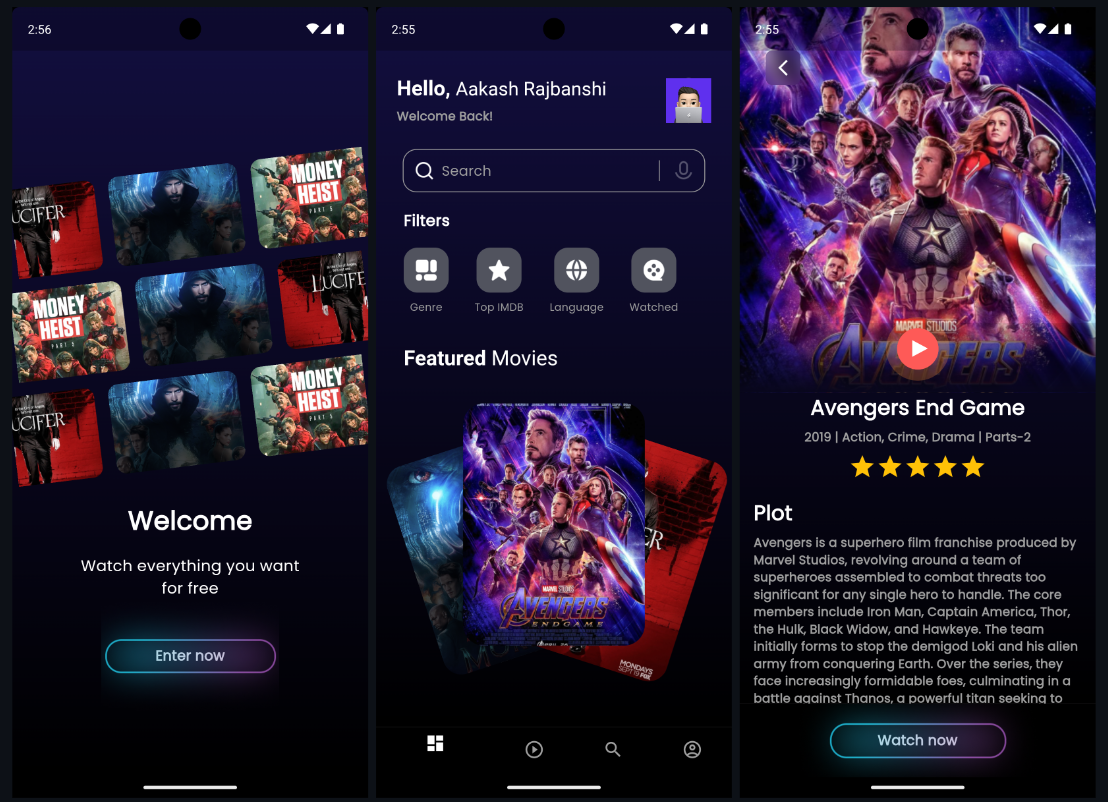 2:56
UCIFER
MONEY
HEIST
PART 5
MONEY
HEIST
PART 5
LUCIFE
UCIFER
MONEY
HEIST
PART 5
Welcome
Watch everything you want
for free
Enter now
2:55
Hello, Aakash Rajbanshi
Welcome Back!
Search
Filters
Genre
Top IMDB
Language
Watched
Featured Movies
ER
MARVEL STUDIOS
AVENGERS
ENDGAME
MONDAYS
SEPT 19 FOX
2:55
MARVEL STUDIOS
AVENGERS
Avengers End Game
2019 | Action, Crime, Drama | Parts-2
Plot
Avengers is a superhero film franchise produced by
Marvel Studios, revolving around a team of
superheroes assembled to combat threats too
significant for any single hero to handle. The core
members include Iron Man, Captain America, Thor,
the Hulk, Black Widow, and Hawkeye. The team
initially forms to stop the demigod Loki and his alien
army from conquering Earth. Over the series, they
face increasingly formidable foes, culminating in a
battle against Thanos, a powerful titan seeking to
Watch now